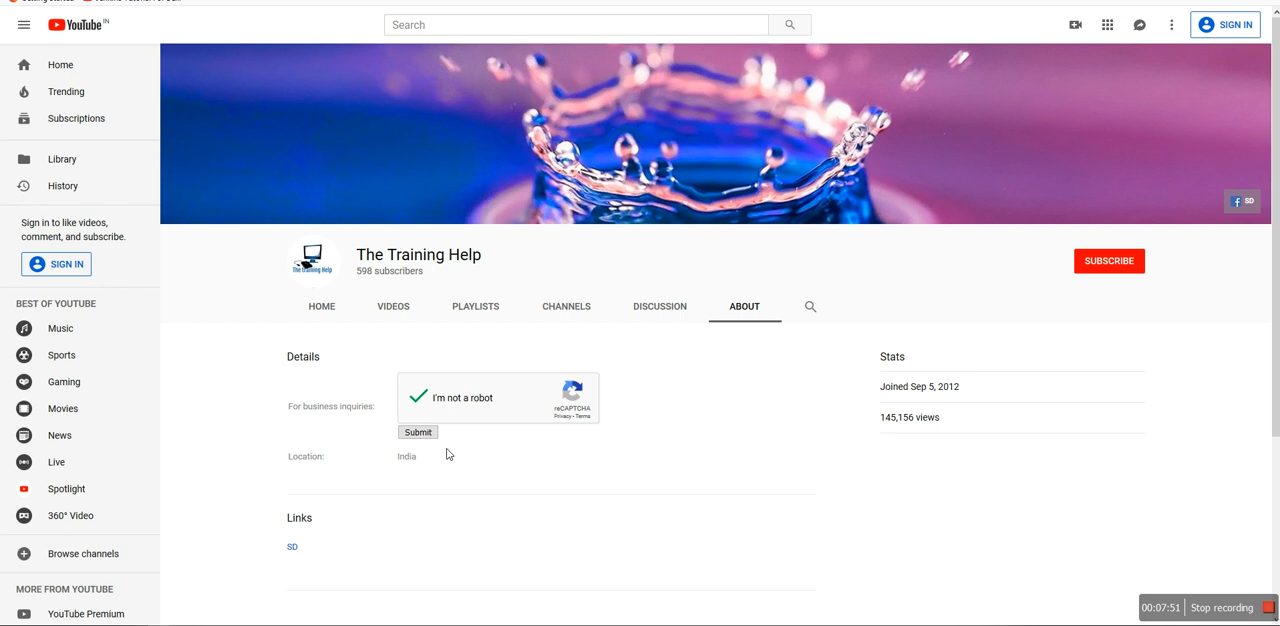 YouTube IN
Search
SIGN IN
Home
Trending
Subscriptions
Library
History
Sign in to like videos,
comment, and subscribe.
SIGN IN
BEST OF YOUTUBE
Music
Sports
Gaming
Movies
News
Live
Spotlight
360° Video
Browse channels
MORE FROM YOUTUBE
YouTube Premium
SD
The Training Help
The Training Help
598 subscribers
SUBSCRIBE
HOME VIDEOS PLAYLISTS CHANNELS DISCUSSION ABOUT
Details
For business inquiries:
I'm not a robot
reCAPTCHA
Privacy - Terms
Submit
Location: India
Links
SD
Stats
Joined Sep 5, 2012
145,156 views
00:07:51 Stop recording